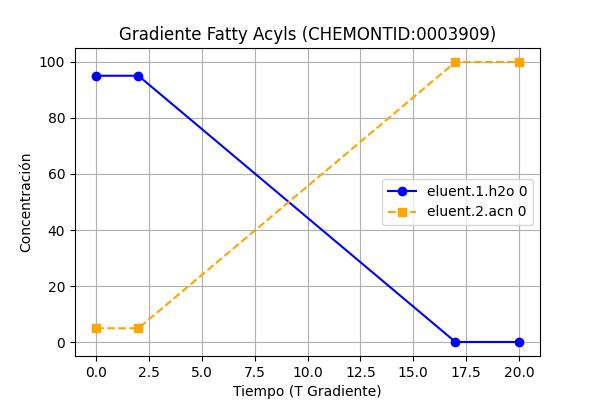 Gradiente Fatty Acyls (CHEMONTID:0003909)
Concentración
100
80
60
40
20
0
eluent.1.h2o 0
eluent.2.acn 0
0.0 2.5 5.0 7.5 10.0 12.5 15.0 17.5 20.0
Tiempo (T Gradiente)